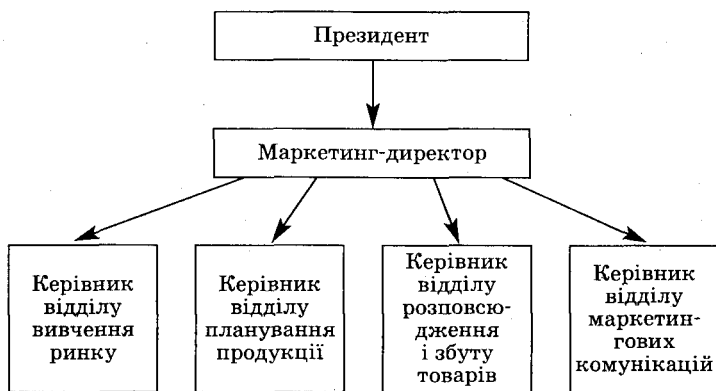 Президент
Маркетинг-директор
Керівник
відділу
вивчення
ринку
Керівник
відділу
планування
продукції
Керівник
відділу
розповсю-
дження
і збуту
товарів
Керівник
відділу
маркетин-
гових
комунікацій